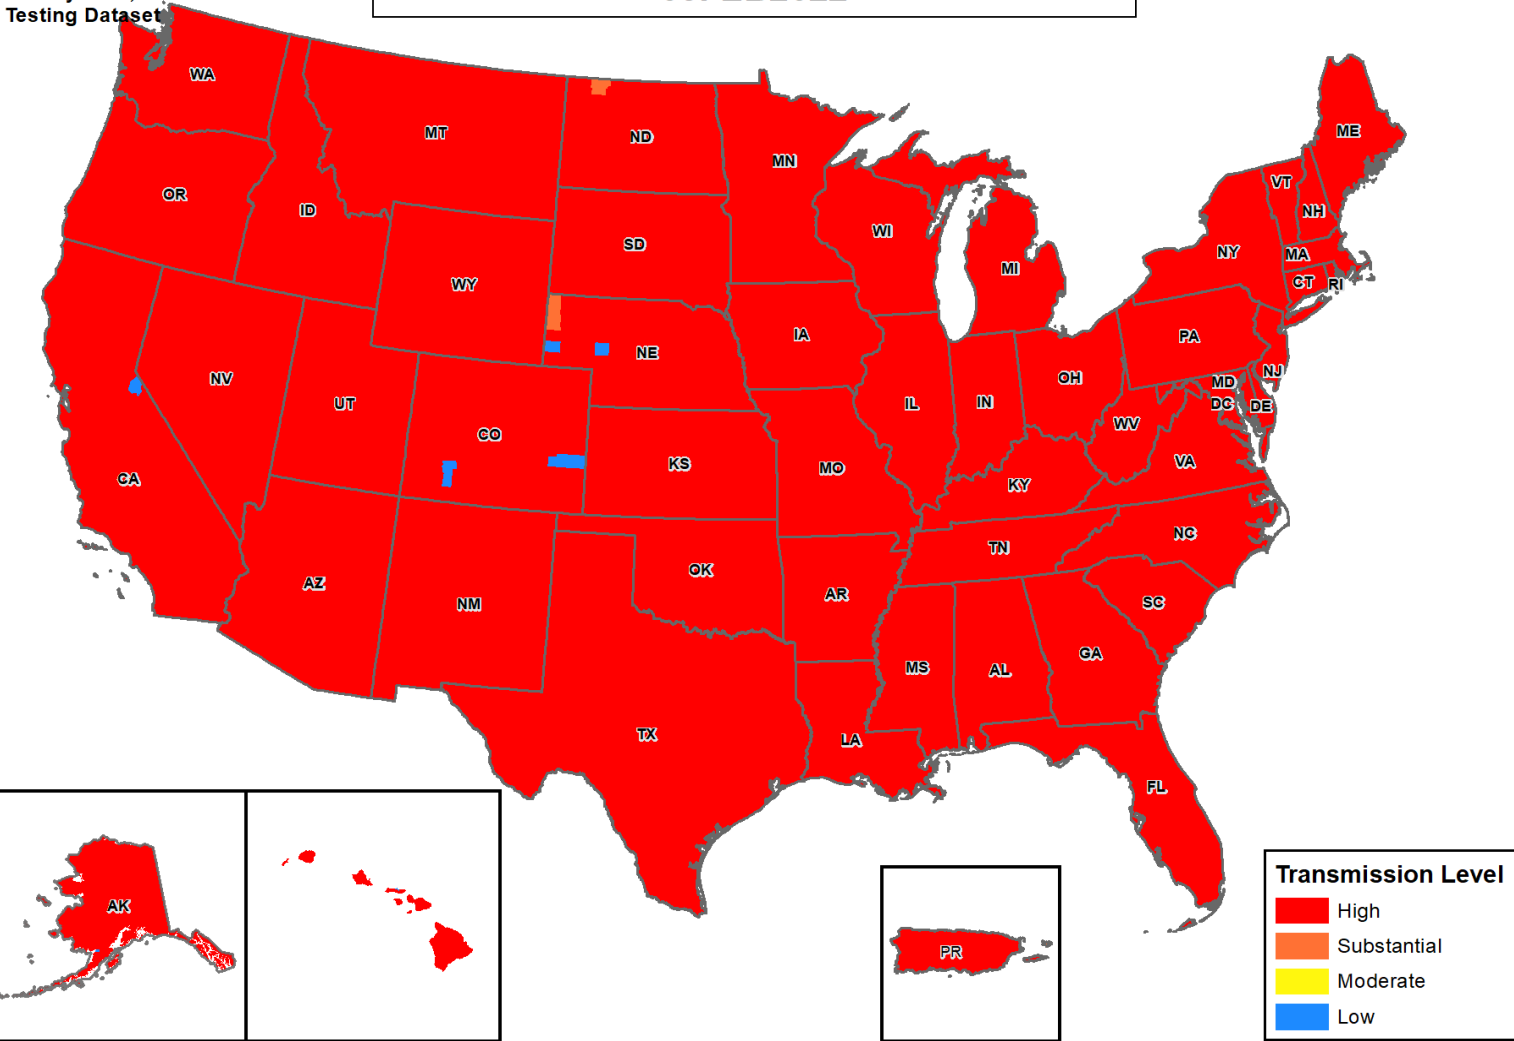 Testing Dataset
WA
MT
ND
MN
ME
OR
ID
SD
WI
VT
NH
NY
MA
WY
MI
CT
RI
IA
PA
NE
NV
UT
OH
NJ
MD
IL
IN
DC
DE
CO
WV
CA
KS
MO
VA
KY
NC
TN
OK
AZ
NM
AR
SC
MS
AL
GA
TX
LA
FL
AK
PR
Transmission Level
High
Substantial
Moderate
Low